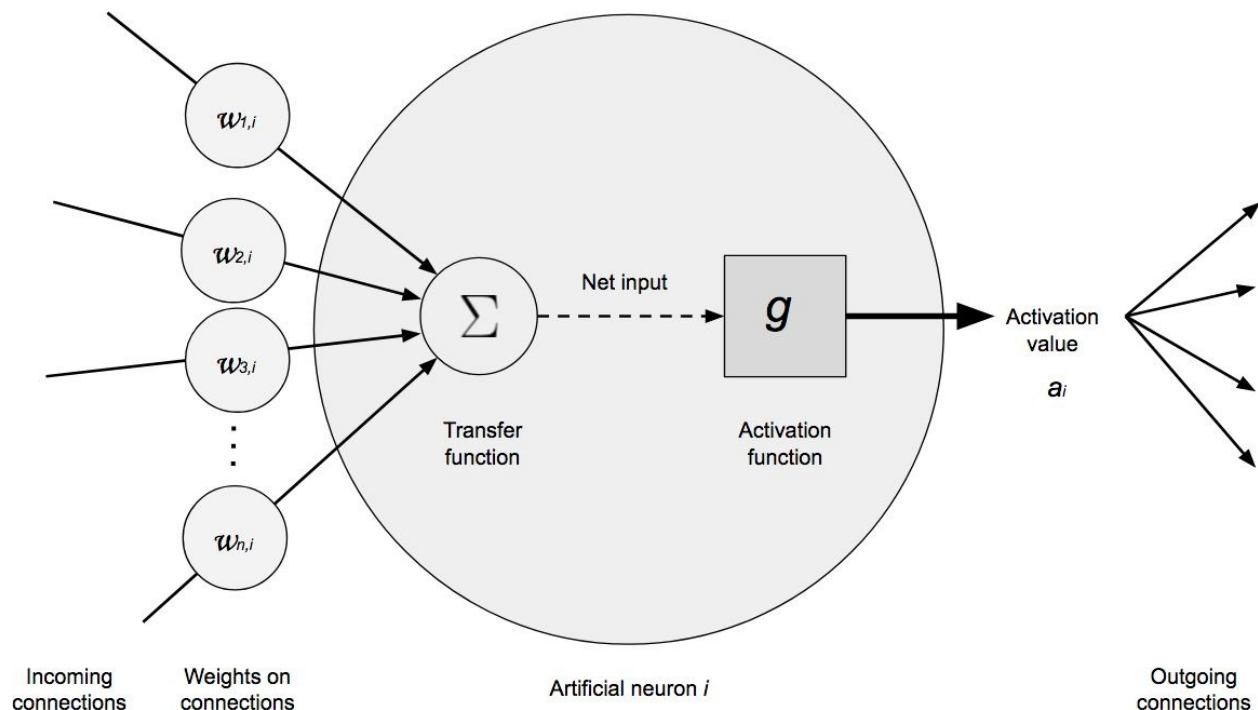 w1,i
w2,i
w3,i
⋮
wn,i
Σ
Net input
g
Transfer
function
Activation
function
Activation
value
ai
Incoming
connections
Weights on
connections
Artificial neuron i
Outgoing
connections